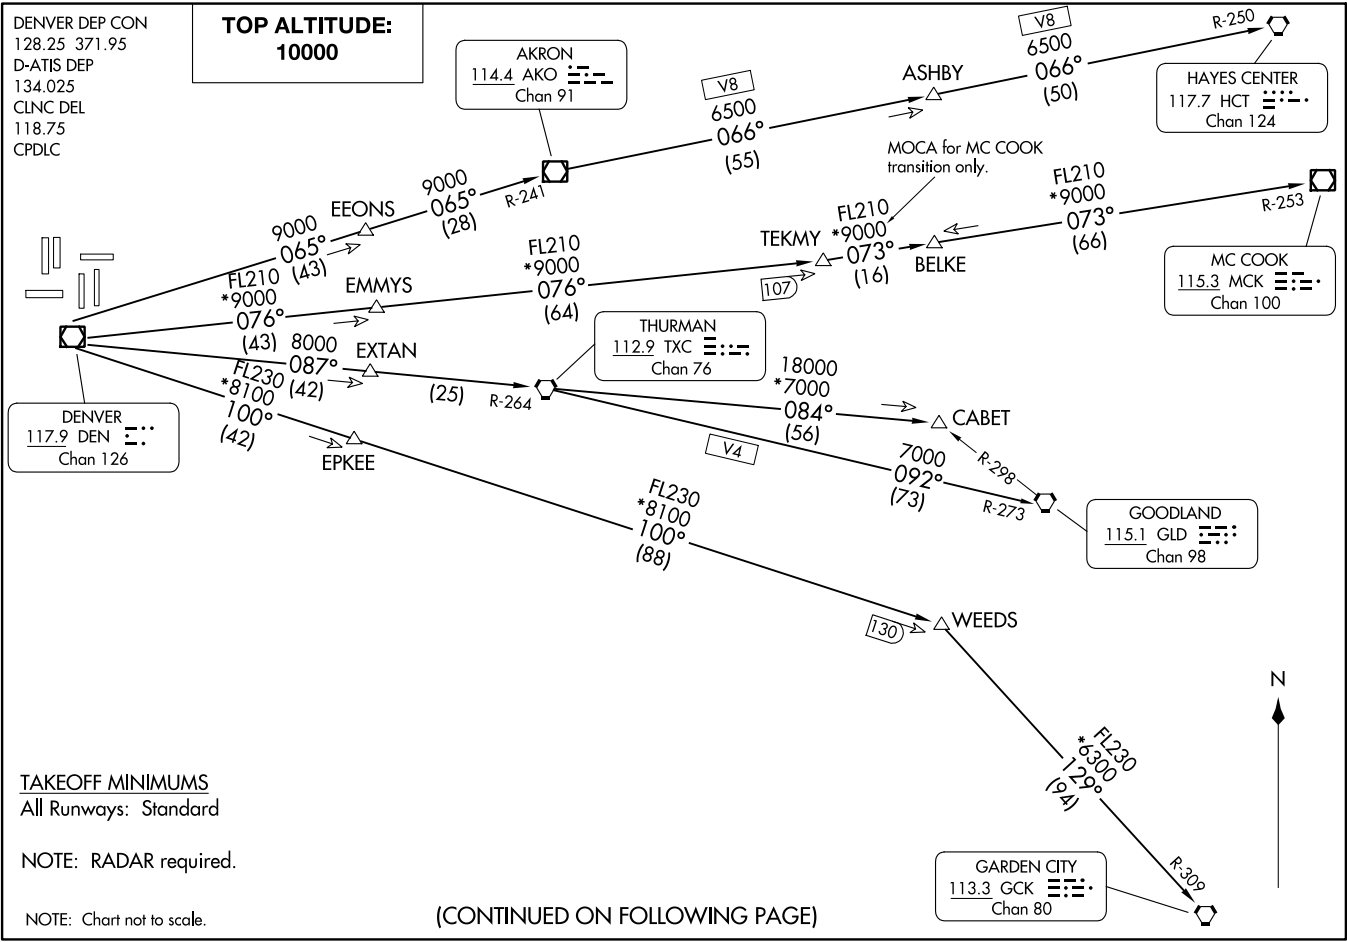 DENVER DEP CON
128.25 371.95
D-ATIS DEP
134.025
CLNC DEL
118.75
CPDLC
TOP ALTITUDE:
10000
AKRON
114.4 AKO
Chan 91
V8
6500
066°
(55)
ASHBY
V8
6500
066°
(50)
R-250
HAYES CENTER
117.7 HCT
Chan 124
MOCA for MC COOK
transition only.
9000
065°
(43)
EEONS
9000
065°
(28)
R-241
FL210
*9000
076°
(43)
EMMYS
FL210
*9000
076°
(64)
TEKMY
107
FL210
*9000
073°
(16)
BELKE
FL210
*9000
073°
(66)
R-253
MC COOK
115.3 MCK
Chan 100
THURMAN
112.9 TXC
Chan 76
8000
087°
(42)
EXTAN
(25)
R-264
18000
*7000
084°
(56)
CABET
V4
7000
092°
(73)
R-298
R-273
GOODLAND
115.1 GLD
Chan 98
DENVER
117.9 DEN
Chan 126
FL230
*8100
100°
(42)
EPKEE
FL230
*8100
100°
(88)
130
WEEDS
FL230
*6300
129°
(94)
R-309
GARDEN CITY
113.3 GCK
Chan 80
N
TAKEOFF MINIMUMS
All Runways: Standard
NOTE: RADAR required.
NOTE: Chart not to scale.
(CONTINUED ON FOLLOWING PAGE)